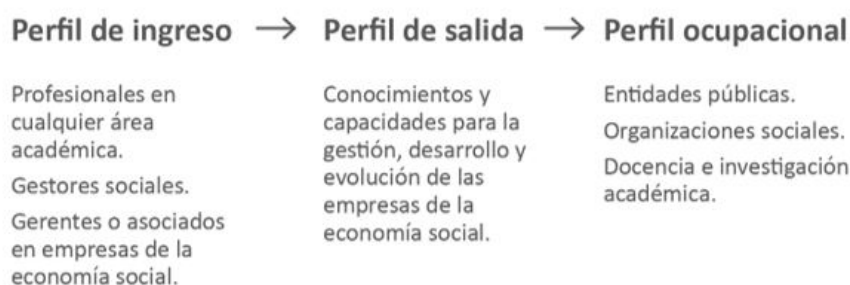 Perfil de ingreso → Perfil de salida → Perfil ocupacional
Profesionales en
cualquier área
académica.
Gestores sociales.
Gerentes o asociados
en empresas de la
economía social.
Conocimientos y
capacidades para la
gestión, desarrollo y
evolución de las
empresas de la
economía social.
Entidades públicas.
Organizaciones sociales.
Docencia e investigación
académica.